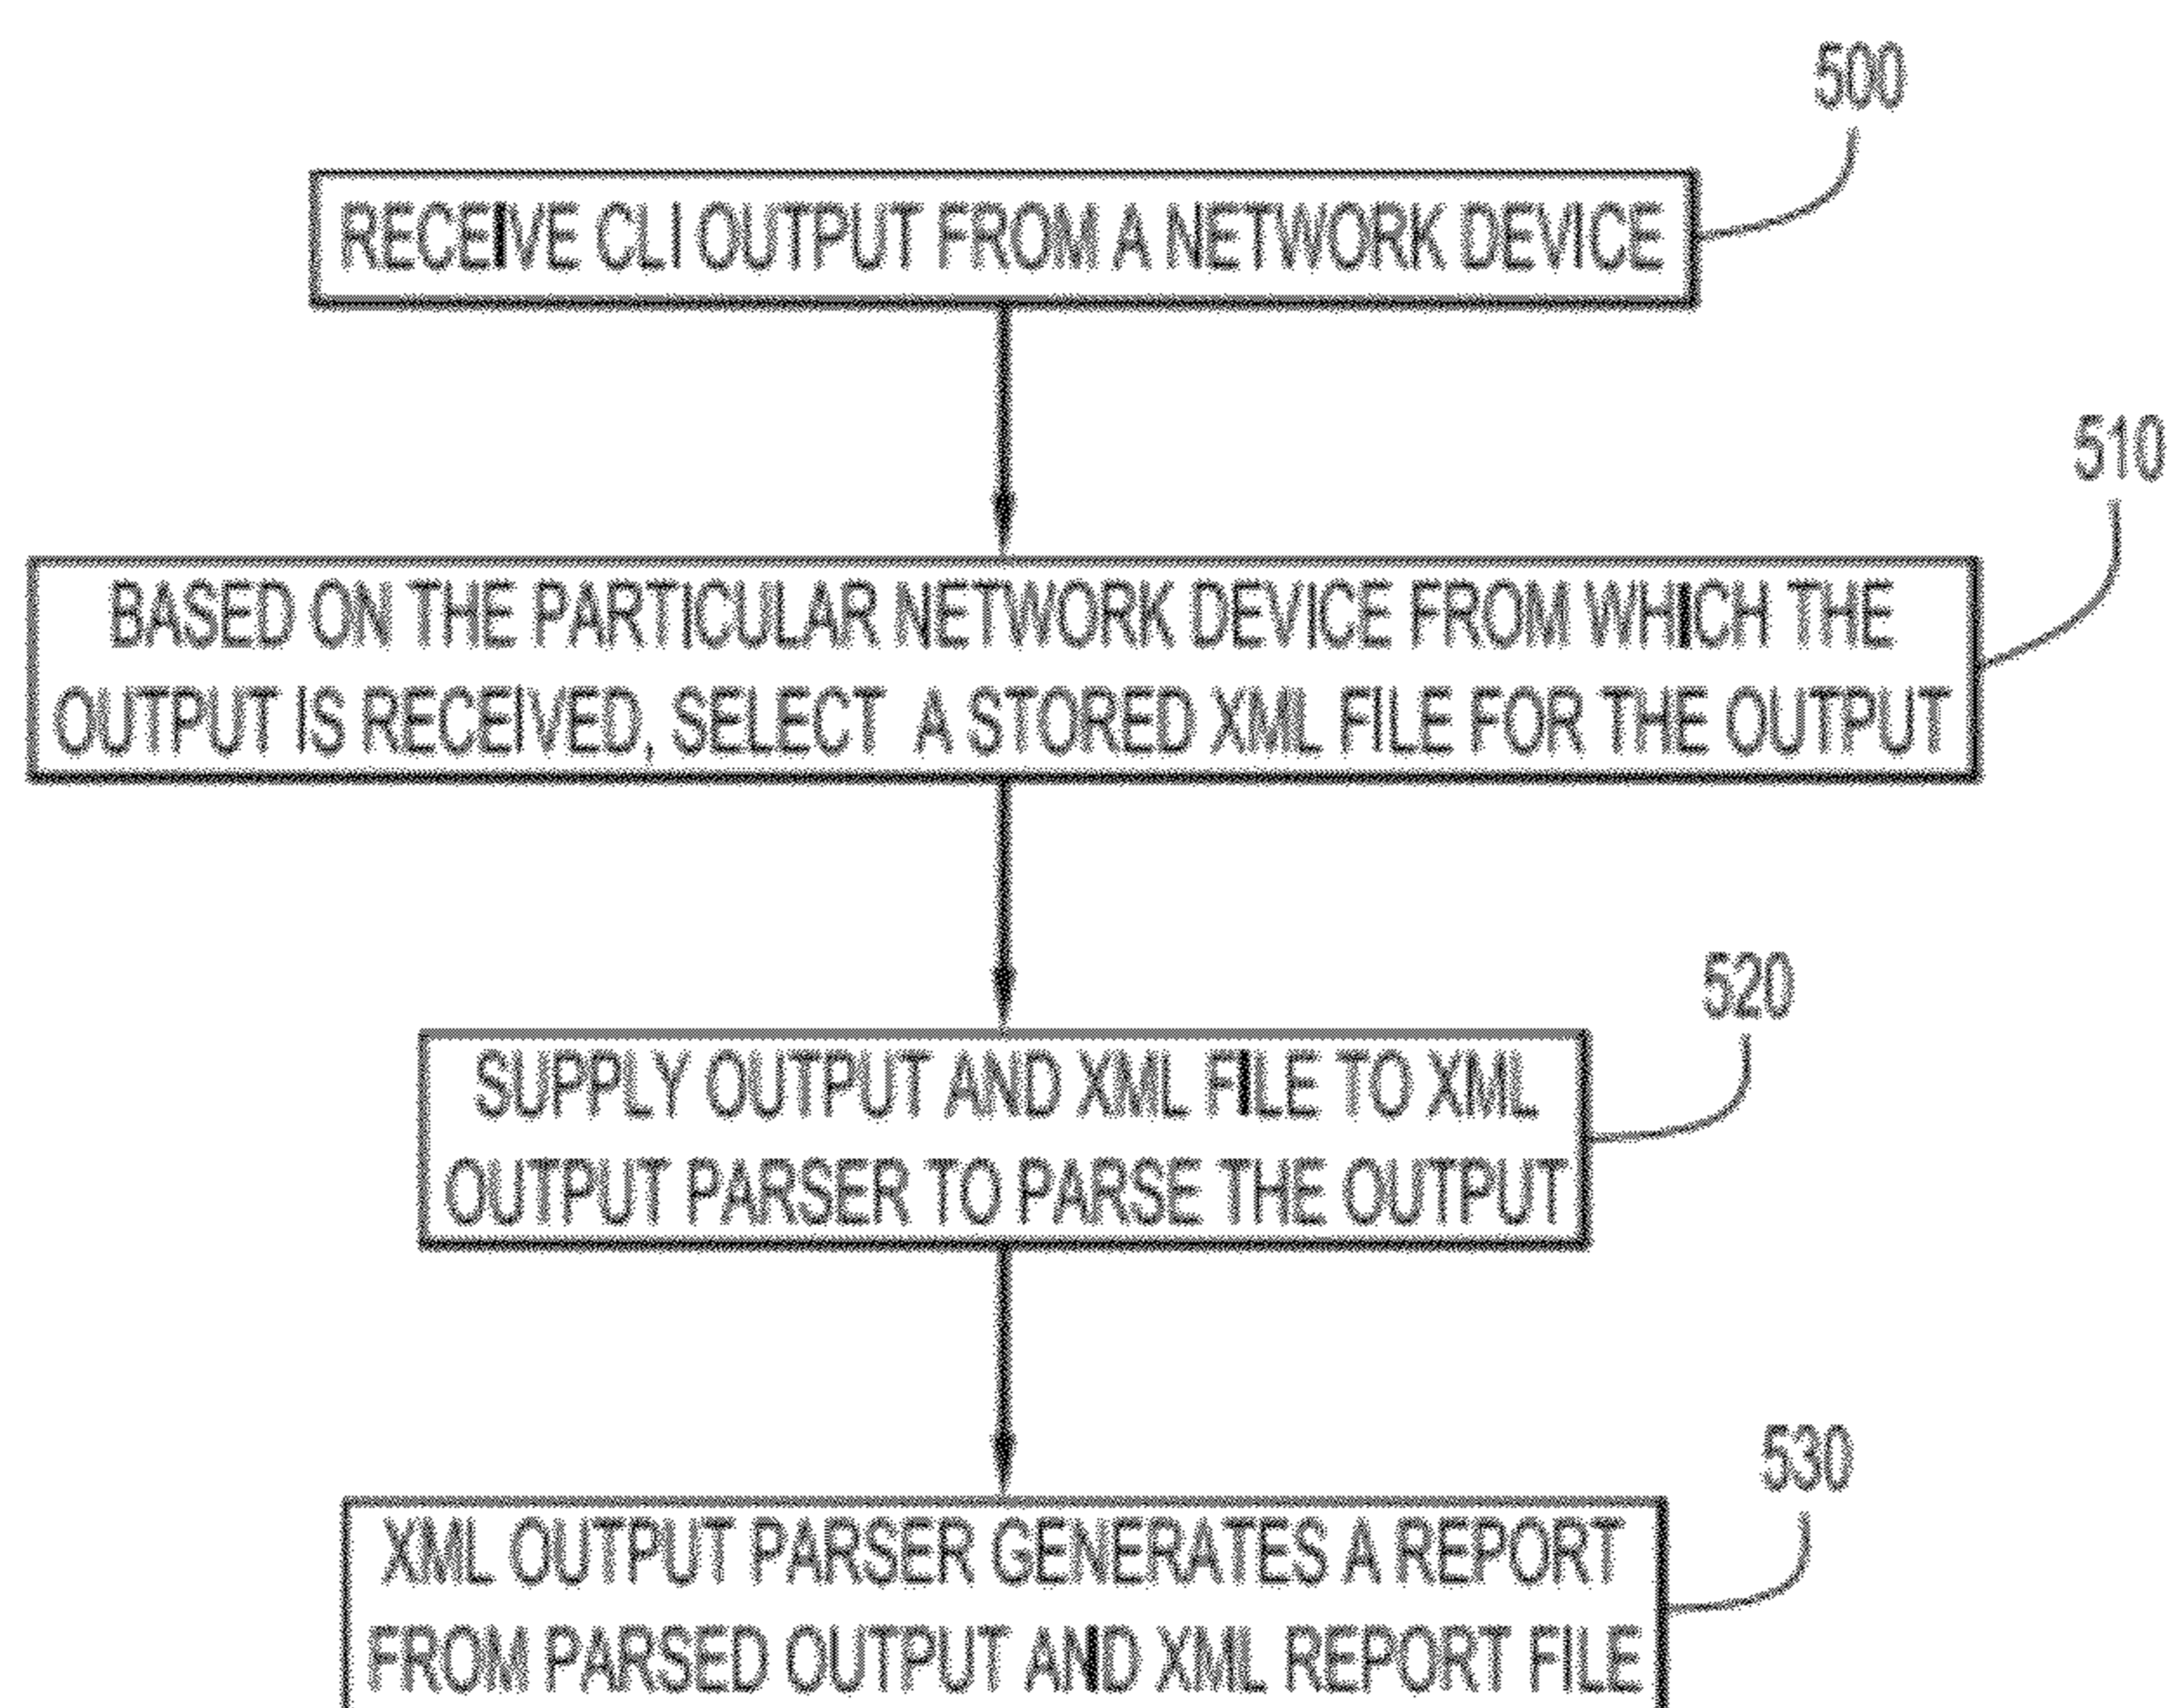 500
RECEIVE CLI OUTPUT FROM A NETWORK DEVICE
510
BASED ON THE PARTICULAR NETWORK DEVICE FROM WHICH THE
OUTPUT IS RECEIVED, SELECT A STORED XML FILE FOR THE OUTPUT
520
SUPPLY OUTPUT AND XML FILE TO XML
OUTPUT PARSER TO PARSE THE OUTPUT
530
XML OUTPUT PARSER GENERATES A REPORT
FROM PARSED OUTPUT AND XML REPORT FILE